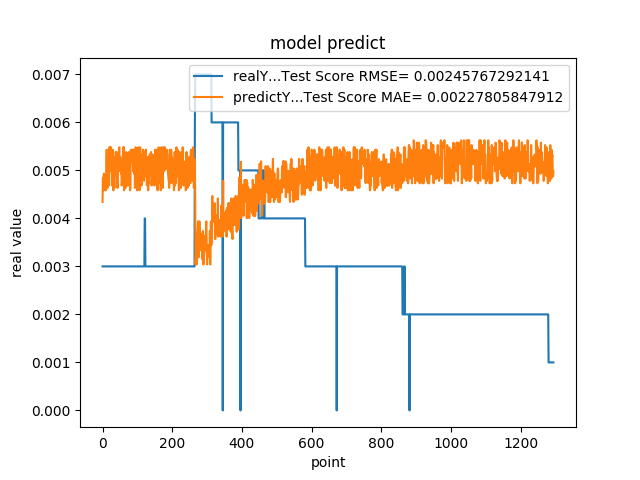 model predict
realY...Test Score RMSE= 0.00245767292141
predictY...Test Score MAE= 0.00227805847912
0.007
0.006
0.005
0.004
0.003
0.002
0.001
0.000
real value
0 200 400 600 800 1000 1200
point